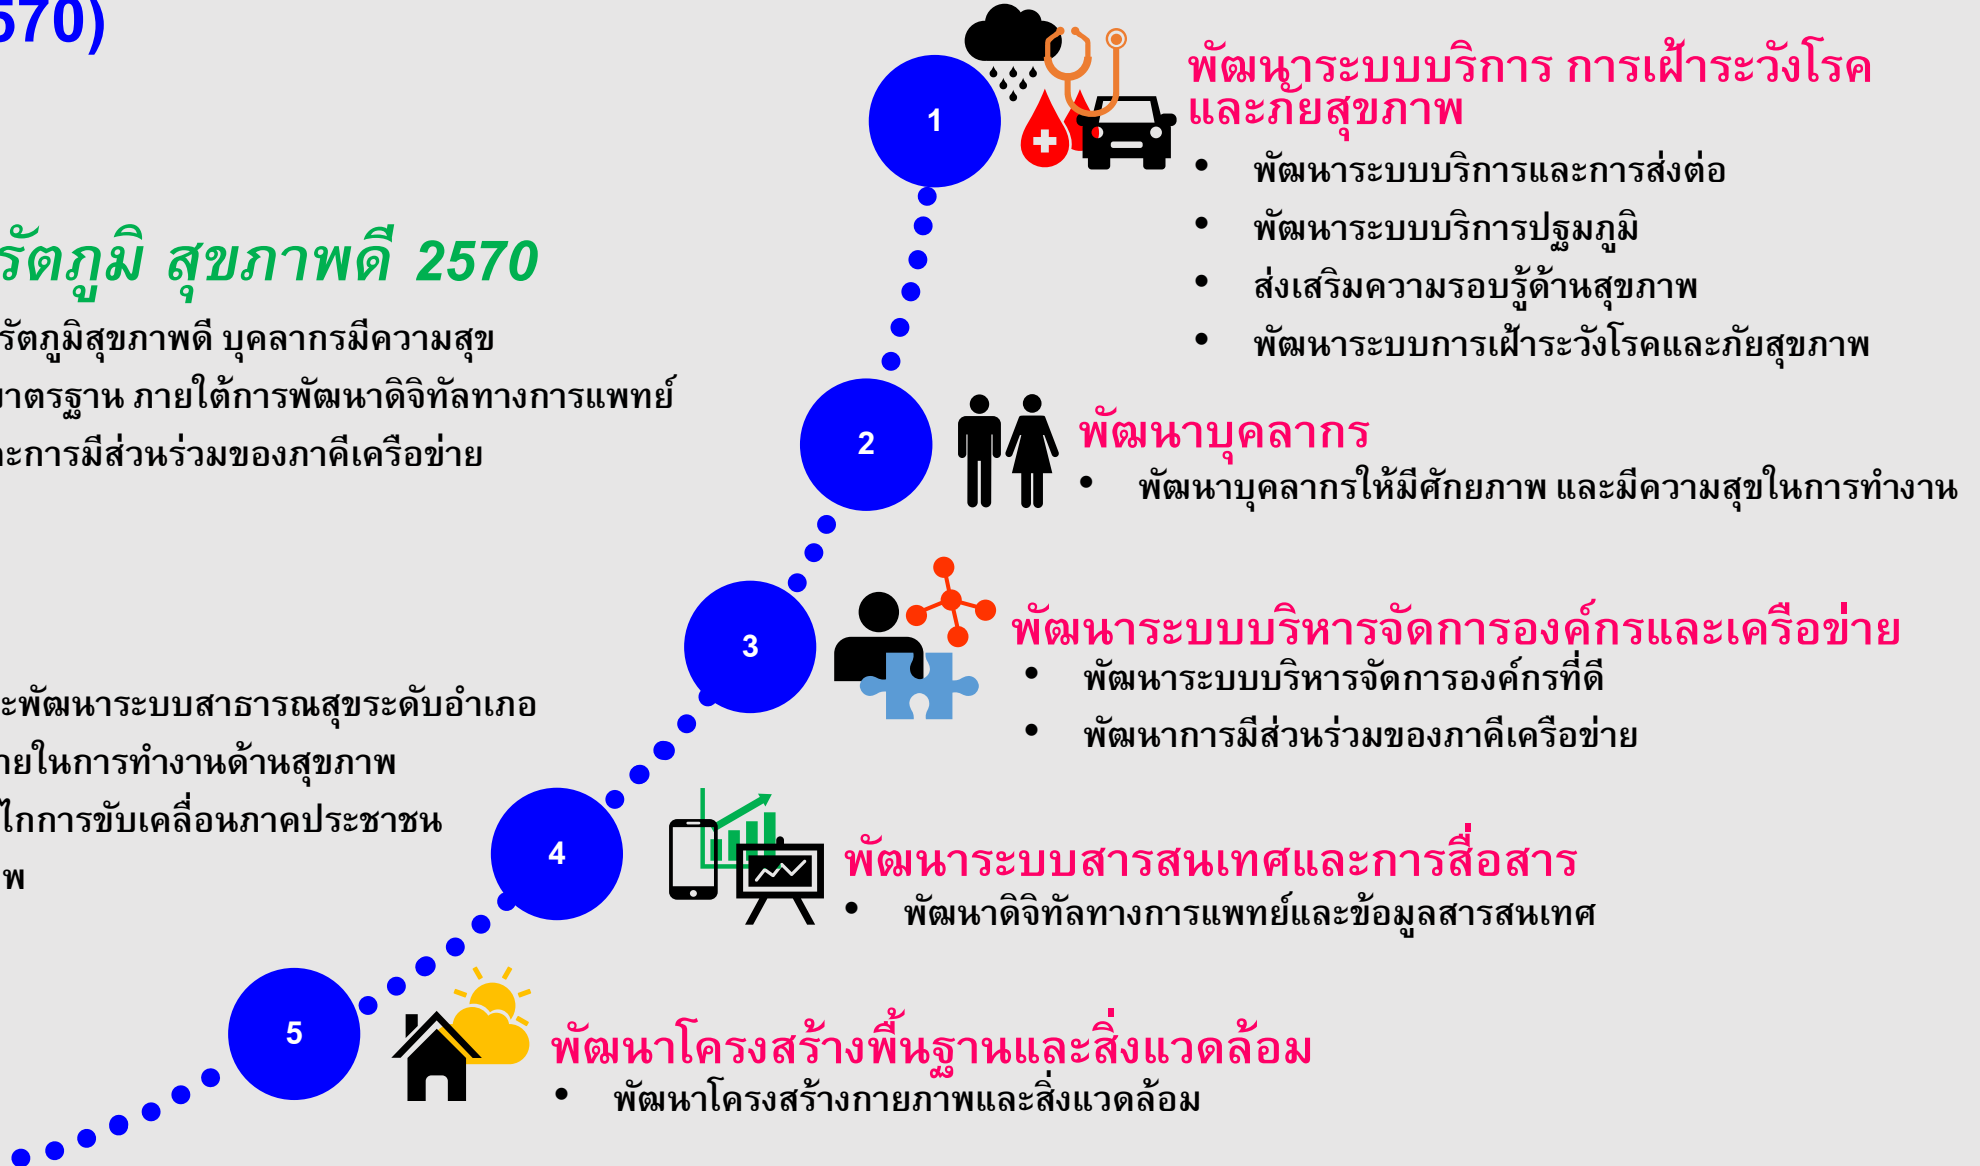 570)
รัตภูมิ สุขภาพดี 2570
รัตภูมิสุขภาพดี บุคลากรมีความสุข
มาตรฐาน ภายใต้การพัฒนาดิจิทัลทางการแพทย์
ละการมีส่วนร่วมของภาคีเครือข่าย
ะพัฒนาระบบสาธารณสุขระดับอำเภอ
ายในการทำงานด้านสุขภาพ
ไกการขับเคลื่อนภาคประชาชน
พ
1
พัฒนาระบบบริการ การเฝ้าระวังโรค
และภัยสุขภาพ
• พัฒนาระบบบริการและการส่งต่อ
• พัฒนาระบบบริการปฐมภูมิ
• ส่งเสริมความรอบรู้ด้านสุขภาพ
• พัฒนาระบบการเฝ้าระวังโรคและภัยสุขภาพ
2
พัฒนาบุคลากร
• พัฒนาบุคลากรให้มีศักยภาพ และมีความสุขในการทำงาน
3
พัฒนาระบบบริหารจัดการองค์กรและเครือข่าย
• พัฒนาระบบบริหารจัดการองค์กรที่ดี
• พัฒนาการมีส่วนร่วมของภาคีเครือข่าย
4
พัฒนาระบบสารสนเทศและการสื่อสาร
• พัฒนาดิจิทัลทางการแพทย์และข้อมูลสารสนเทศ
5
พัฒนาโครงสร้างพื้นฐานและสิ่งแวดล้อม
• พัฒนาโครงสร้างกายภาพและสิ่งแวดล้อม